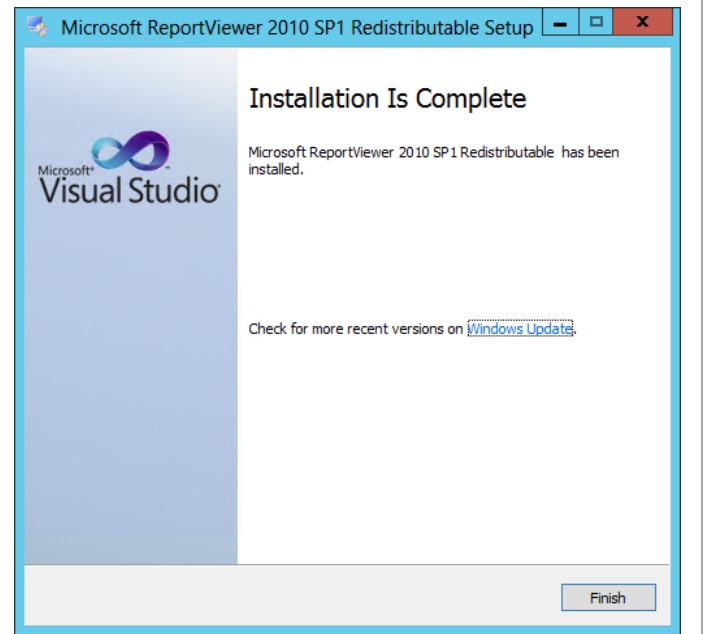 Microsoft ReportViewer 2010 SP1 Redistributable Setup
Installation Is Complete
Microsoft ReportViewer 2010 SP1 Redistributable has been
installed.
Microsoft®
Visual Studio®
Check for more recent versions on Windows Update.
Finish